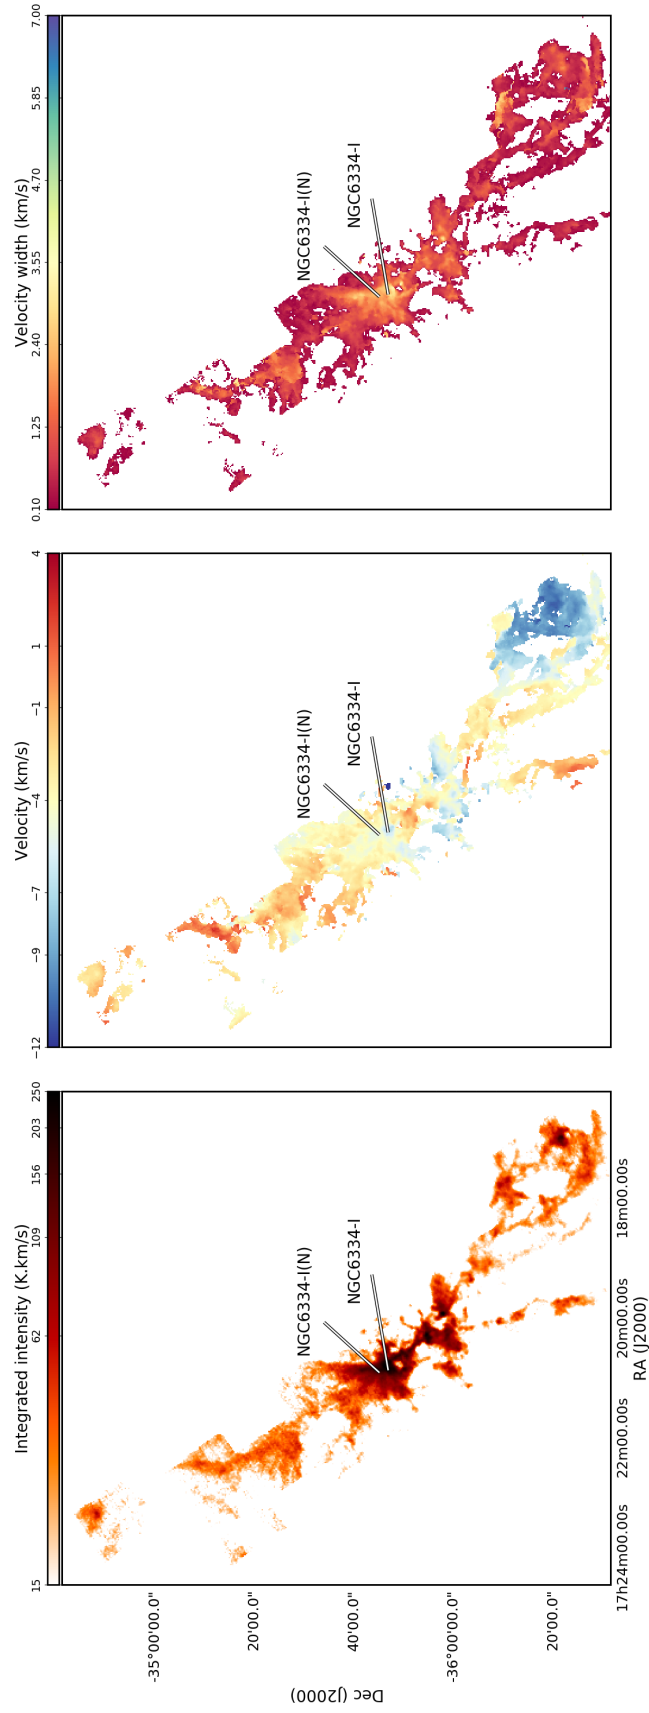 Integrated intensity (K.km/s)
15 62 109 156 203 250
NGC6334-I(N)
NGC6334-I
-35°00'00.0"
20'00.0"
40'00.0"
-36°00'00.0"
20'00.0"
Dec (J2000)
17h24m00.00s 22m00.00s 20m00.00s 18m00.00s
RA (J2000)
Velocity (km/s)
−12 −9 −7 −4 −1 1 4
NGC6334-I(N)
NGC6334-I
Velocity width (km/s)
0.10 1.25 2.40 3.55 4.70 5.85 7.00
NGC6334-I(N)
NGC6334-I